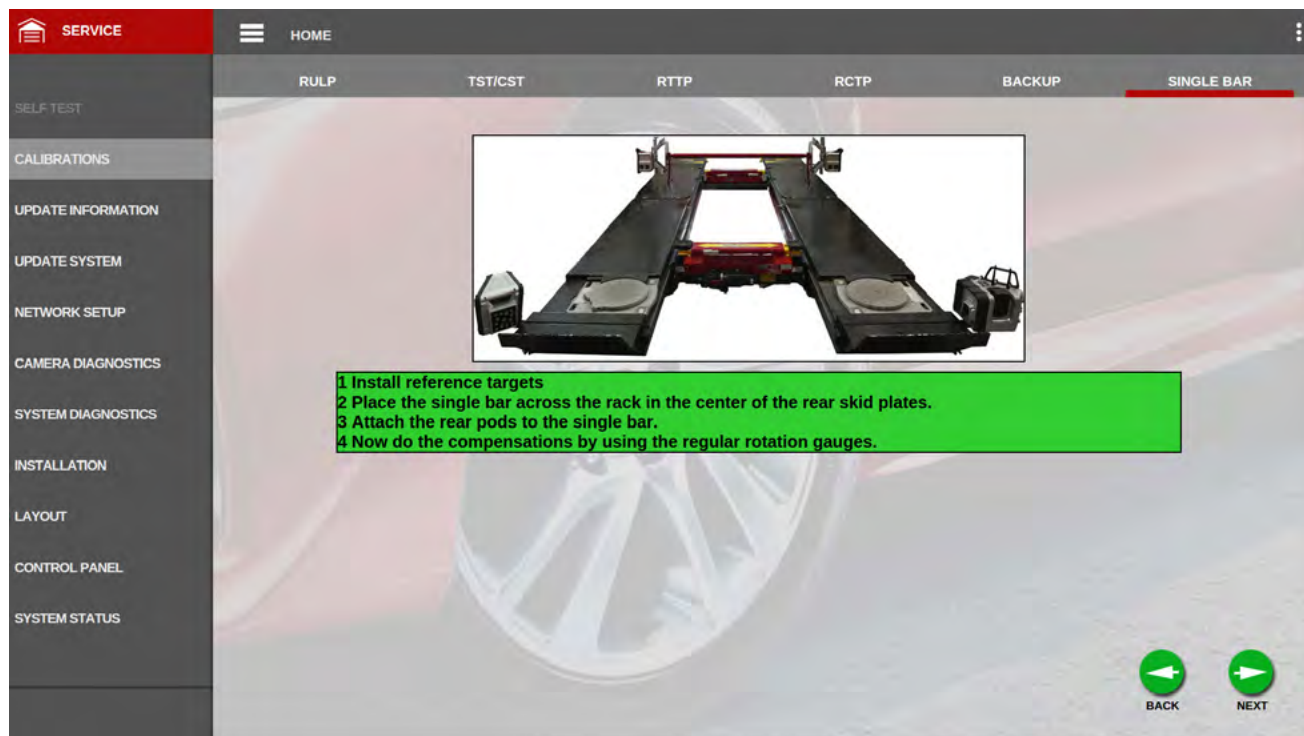 SERVICE
HOME
RULP
TST/CST
RTTP
RCTP
BACKUP
SINGLE BAR
SELF TEST
CALIBRATIONS
UPDATE INFORMATION
UPDATE SYSTEM
NETWORK SETUP
CAMERA DIAGNOSTICS
SYSTEM DIAGNOSTICS
INSTALLATION
LAYOUT
CONTROL PANEL
SYSTEM STATUS
1 Install reference targets
2 Place the single bar across the rack in the center of the rear skid plates.
3 Attach the rear pods to the single bar.
4 Now do the compensations by using the regular rotation gauges.
BACK
NEXT